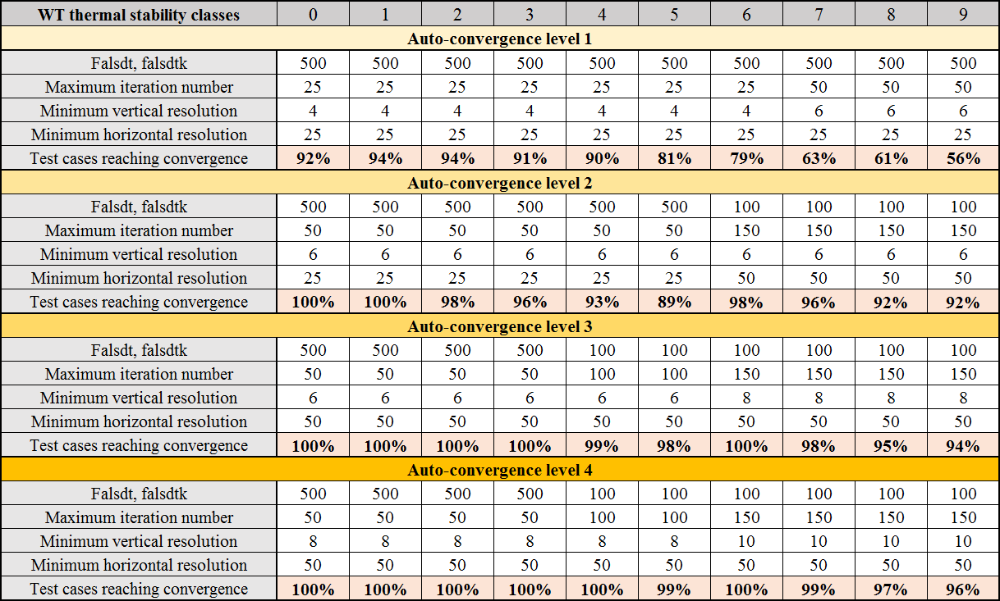 WT thermal stability classes 0 1 2 3 4 5 6 7 8 9
Auto-convergence level 1
Falsdt, falsdtk 500 500 500 500 500 500 500 500 500 500
Maximum iteration number 25 25 25 25 25 25 25 50 50 50
Minimum vertical resolution 4 4 4 4 4 4 4 6 6 6
Minimum horizontal resolution 25 25 25 25 25 25 25 25 25 25
Test cases reaching convergence 92% 94% 94% 91% 90% 81% 79% 63% 61% 56%
Auto-convergence level 2
Falsdt, falsdtk 500 500 500 500 500 500 100 100 100 100
Maximum iteration number 50 50 50 50 50 50 150 150 150 150
Minimum vertical resolution 6 6 6 6 6 6 6 6 6 6
Minimum horizontal resolution 25 25 25 25 25 25 50 50 50 50
Test cases reaching convergence 100% 100% 98% 96% 93% 89% 98% 96% 92% 92%
Auto-convergence level 3
Falsdt, falsdtk 500 500 500 500 100 100 100 100 100 100
Maximum iteration number 50 50 50 50 100 100 150 150 150 150
Minimum vertical resolution 6 6 6 6 6 6 8 8 8 8
Minimum horizontal resolution 50 50 50 50 50 50 50 50 50 50
Test cases reaching convergence 100% 100% 100% 100% 99% 98% 100% 98% 95% 94%
Auto-convergence level 4
Falsdt, falsdtk 500 500 500 500 100 100 100 100 100 100
Maximum iteration number 50 50 50 50 100 100 150 150 150 150
Minimum vertical resolution 8 8 8 8 8 8 10 10 10 10
Minimum horizontal resolution 50 50 50 50 50 50 50 50 50 50
Test cases reaching convergence 100% 100% 100% 100% 100% 99% 100% 99% 97% 96%